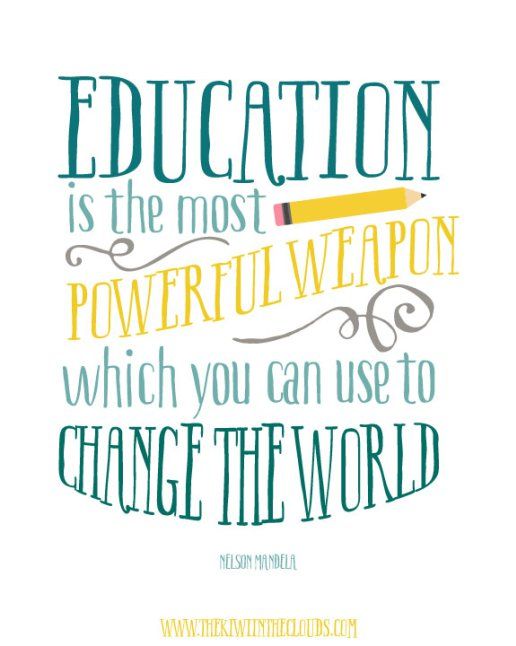 EDUCATION
is the most
POWERFUL WEAPON
which you can use to
CHANGE THE WORLD
NELSON MANDELA
WWW.THEKIWIINTHECLOUDS.COM